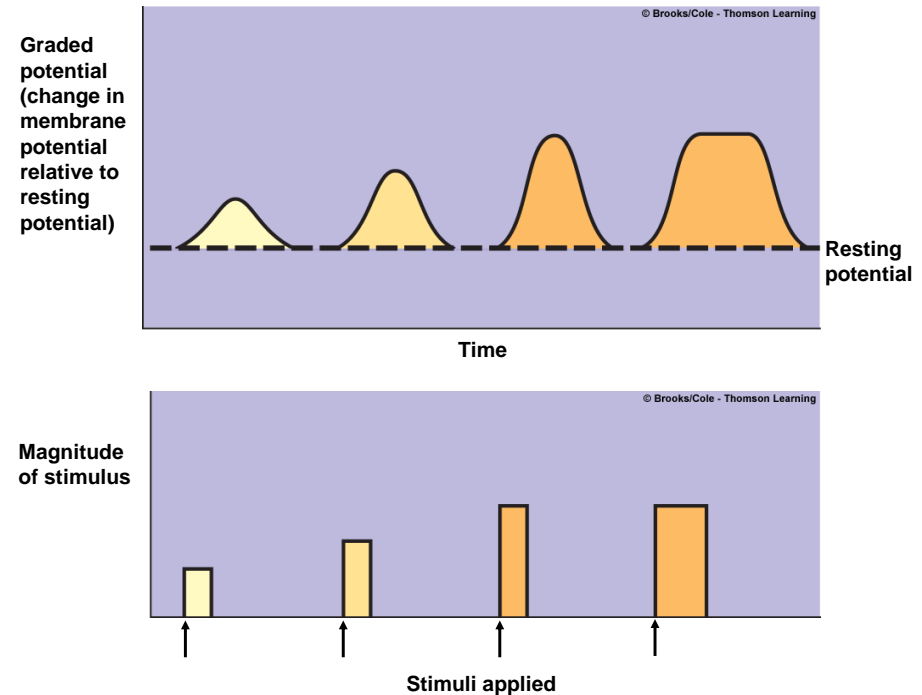 © Brooks/Cole - Thomson Learning
Graded
potential
(change in
membrane
potential
relative to
resting
potential)
Resting
potential
Time
© Brooks/Cole - Thomson Learning
Magnitude
of stimulus
Stimuli applied